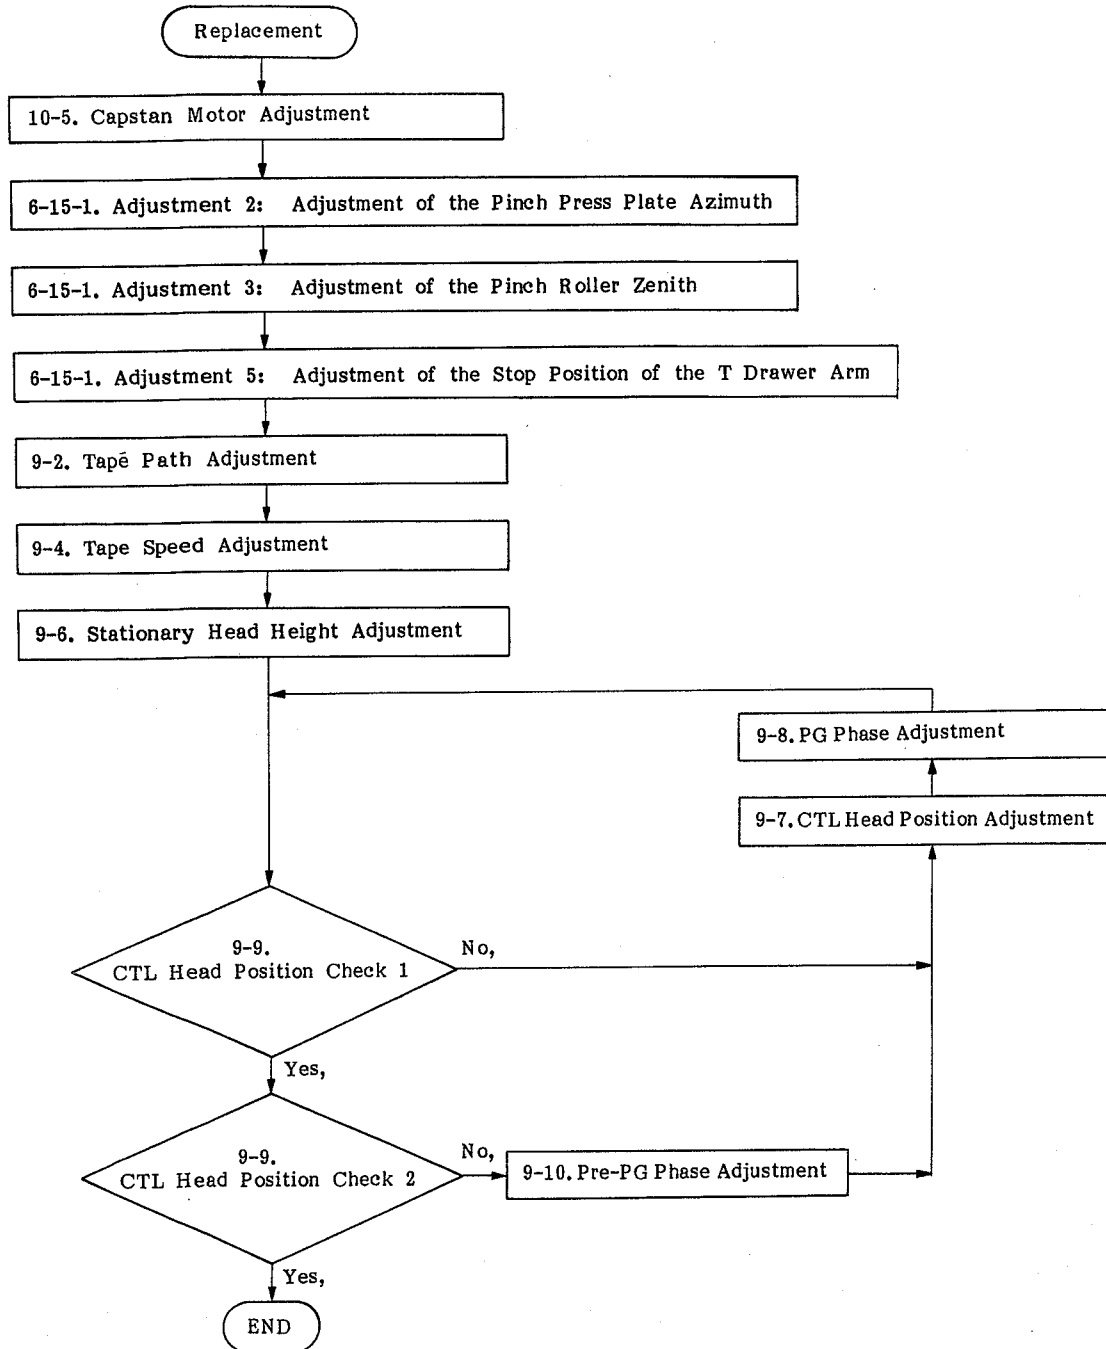 Replacement
10-5. Capstan Motor Adjustment
6-15-1. Adjustment 2: Adjustment of the Pinch Press Plate Azimuth
6-15-1. Adjustment 3: Adjustment of the Pinch Roller Zenith
6-15-1. Adjustment 5: Adjustment of the Stop Position of the T Drawer Arm
9-2. Tape Path Adjustment
9-4. Tape Speed Adjustment
9-6. Stationary Head Height Adjustment
9-8. PG Phase Adjustment
9-7. CTL Head Position Adjustment
9-9.
CTL Head Position Check 1
No,
Yes,
9-9.
CTL Head Position Check 2
No,
9-10. Pre-PG Phase Adjustment
Yes,
END